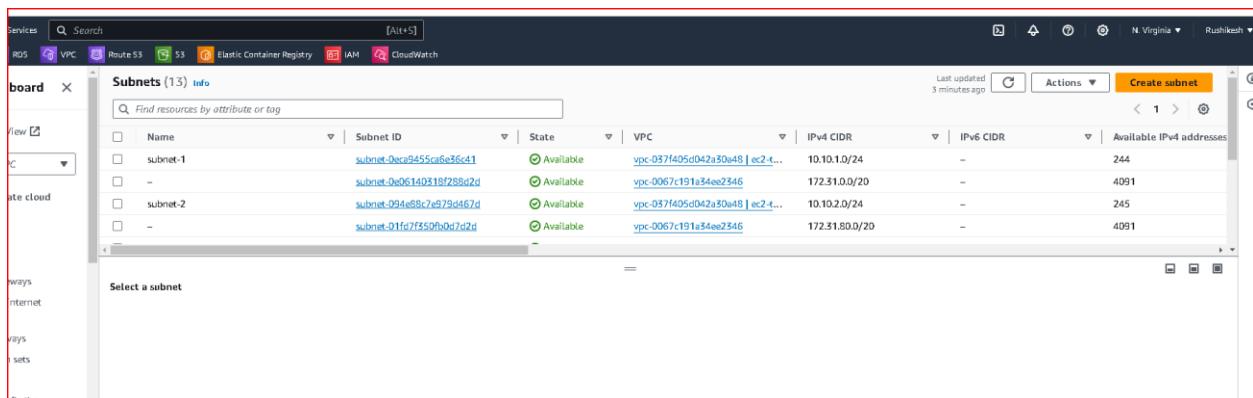 Services Search [Alt+S] N. Virginia Rushikesh
RDS VPC Route 53 S3 Elastic Container Registry IAM CloudWatch
board Subnets (13) Info Last updated 3 minutes ago Actions Create subnet
Find resources by attribute or tag 1
View
Name Subnet ID State VPC IPv4 CIDR IPv6 CIDR Available IPv4 addresses
PC subnet-1 subnet-0eca9455ca6e36c41 Available vpc-037f405d042a30a48 | ec2-t... 10.10.1.0/24 – 244
– subnet-0e06140318f288d2d Available vpc-0067c191a34ee2346 172.31.0.0/20 – 4091
ate cloud subnet-2 subnet-094e88c7e979d467d Available vpc-037f405d042a30a48 | ec2-t... 10.10.2.0/24 – 245
– subnet-01fd7f350fb0d7d2d Available vpc-0067c191a34ee2346 172.31.80.0/20 – 4091
eways Select a subnet
nternet
ways
n sets